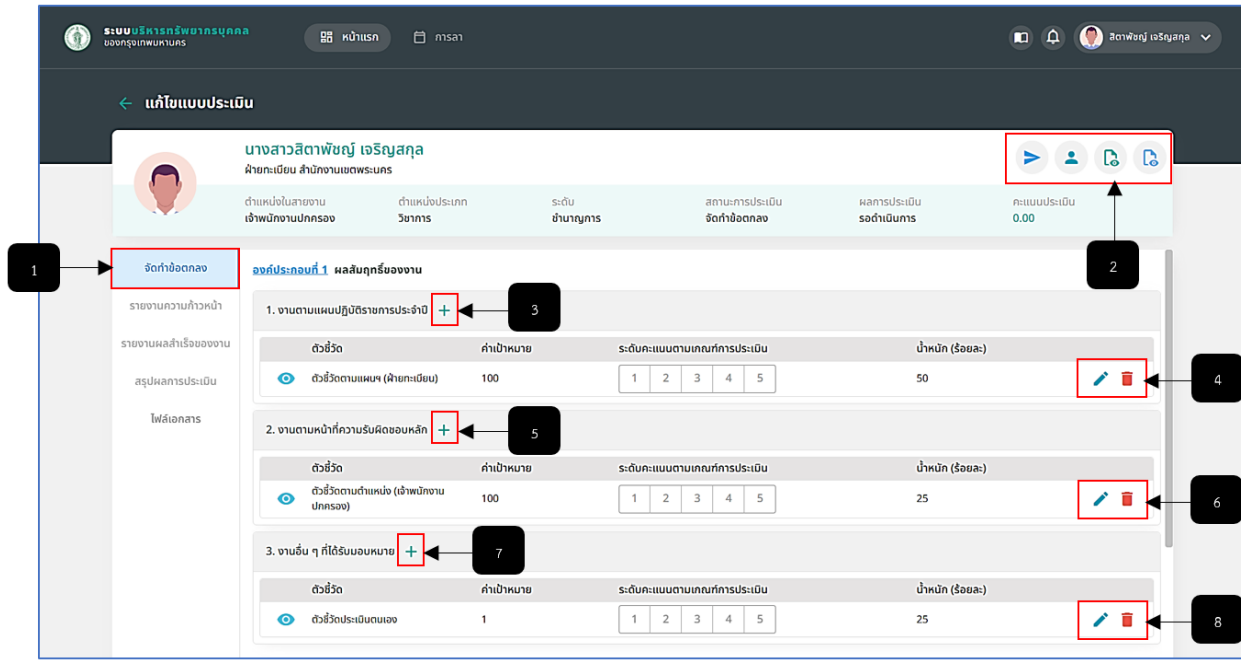 ระบบบริหารทรัพยากรบุคคล
ของกรุงเทพมหานคร
หน้าแรก
การลา
สิตาพัชญ์ เจริญสกุล
แก้ไขแบบประเมิน
นางสาวสิตาพัชญ์ เจริญสกุล
ฝ่ายทะเบียน สำนักงานเขตพระนคร
ตำแหน่งในสายงาน ตำแหน่งประเภท ระดับ สถานะการประเมิน ผลการประเมิน คะแนนประเมิน
เจ้าพนักงานปกครอง วิชาการ ชำนาญการ จัดทำข้อตกลง รอดำเนินการ 0.00
1
2
จัดทำข้อตกลง
รายงานความก้าวหน้า
รายงานผลสำเร็จของงาน
สรุปผลการประเมิน
ไฟล์เอกสาร
องค์ประกอบที่ 1 ผลสัมฤทธิ์ของงาน
1. งานตามแผนปฏิบัติราชการประจำปี + 3
ตัวชี้วัด ค่าเป้าหมาย ระดับคะแนนตามเกณฑ์การประเมิน น้ำหนัก (ร้อยละ)
ตัวชี้วัดตามแผนฯ (ฝ่ายทะเบียน) 100 1 2 3 4 5 50 4
2. งานตามหน้าที่ความรับผิดชอบหลัก + 5
ตัวชี้วัด ค่าเป้าหมาย ระดับคะแนนตามเกณฑ์การประเมิน น้ำหนัก (ร้อยละ)
ตัวชี้วัดตามตำแหน่ง (เจ้าพนักงาน
ปกครอง) 100 1 2 3 4 5 25 6
3. งานอื่น ๆ ที่ได้รับมอบหมาย + 7
ตัวชี้วัด ค่าเป้าหมาย ระดับคะแนนตามเกณฑ์การประเมิน น้ำหนัก (ร้อยละ)
ตัวชี้วัดประเมินตนเอง 1 1 2 3 4 5 25 8